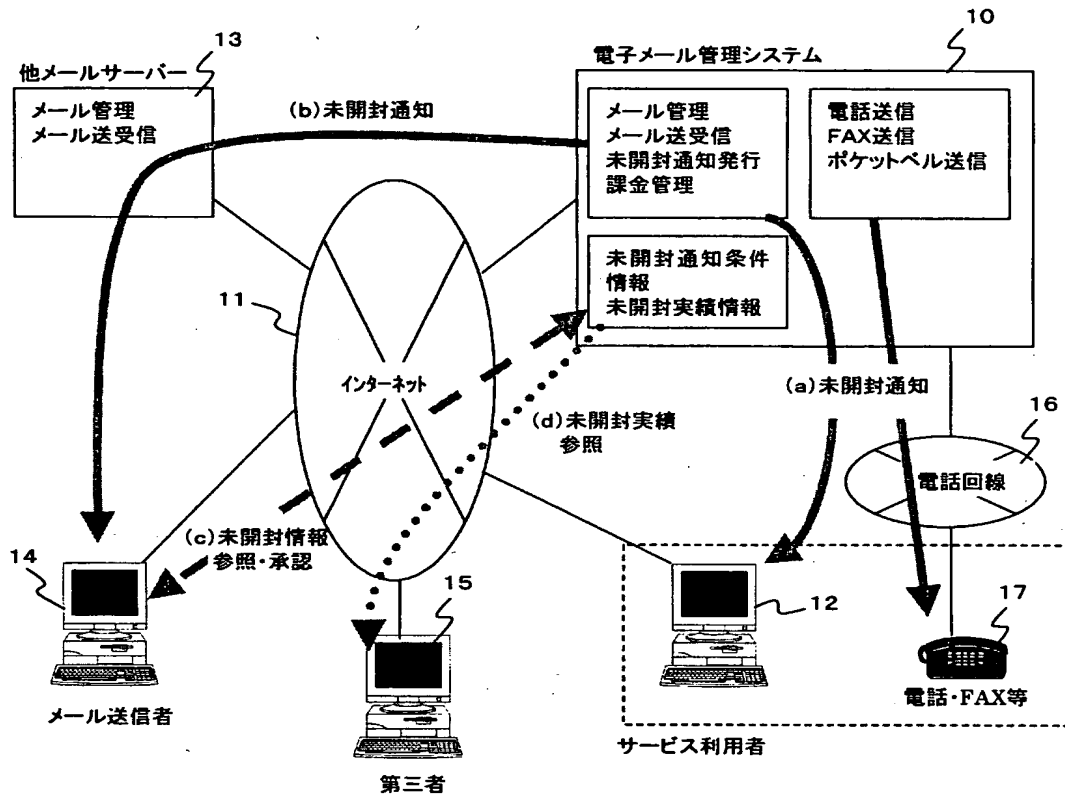 13
他メールサーバー
メール管理
メール送受信
10
電子メール管理システム
メール管理
メール送受信
未開封通知発行
課金管理
電話送信
FAX送信
ポケットベル送信
(b)未開封通知
未開封通知条件
情報
未開封実績情報
11
インターネット
(a)未開封通知
(d)未開封実績
参照
16
電話回線
(c)未開封情報
参照・承認
14
メール送信者
15
第三者
12
17
電話・FAX等
サービス利用者